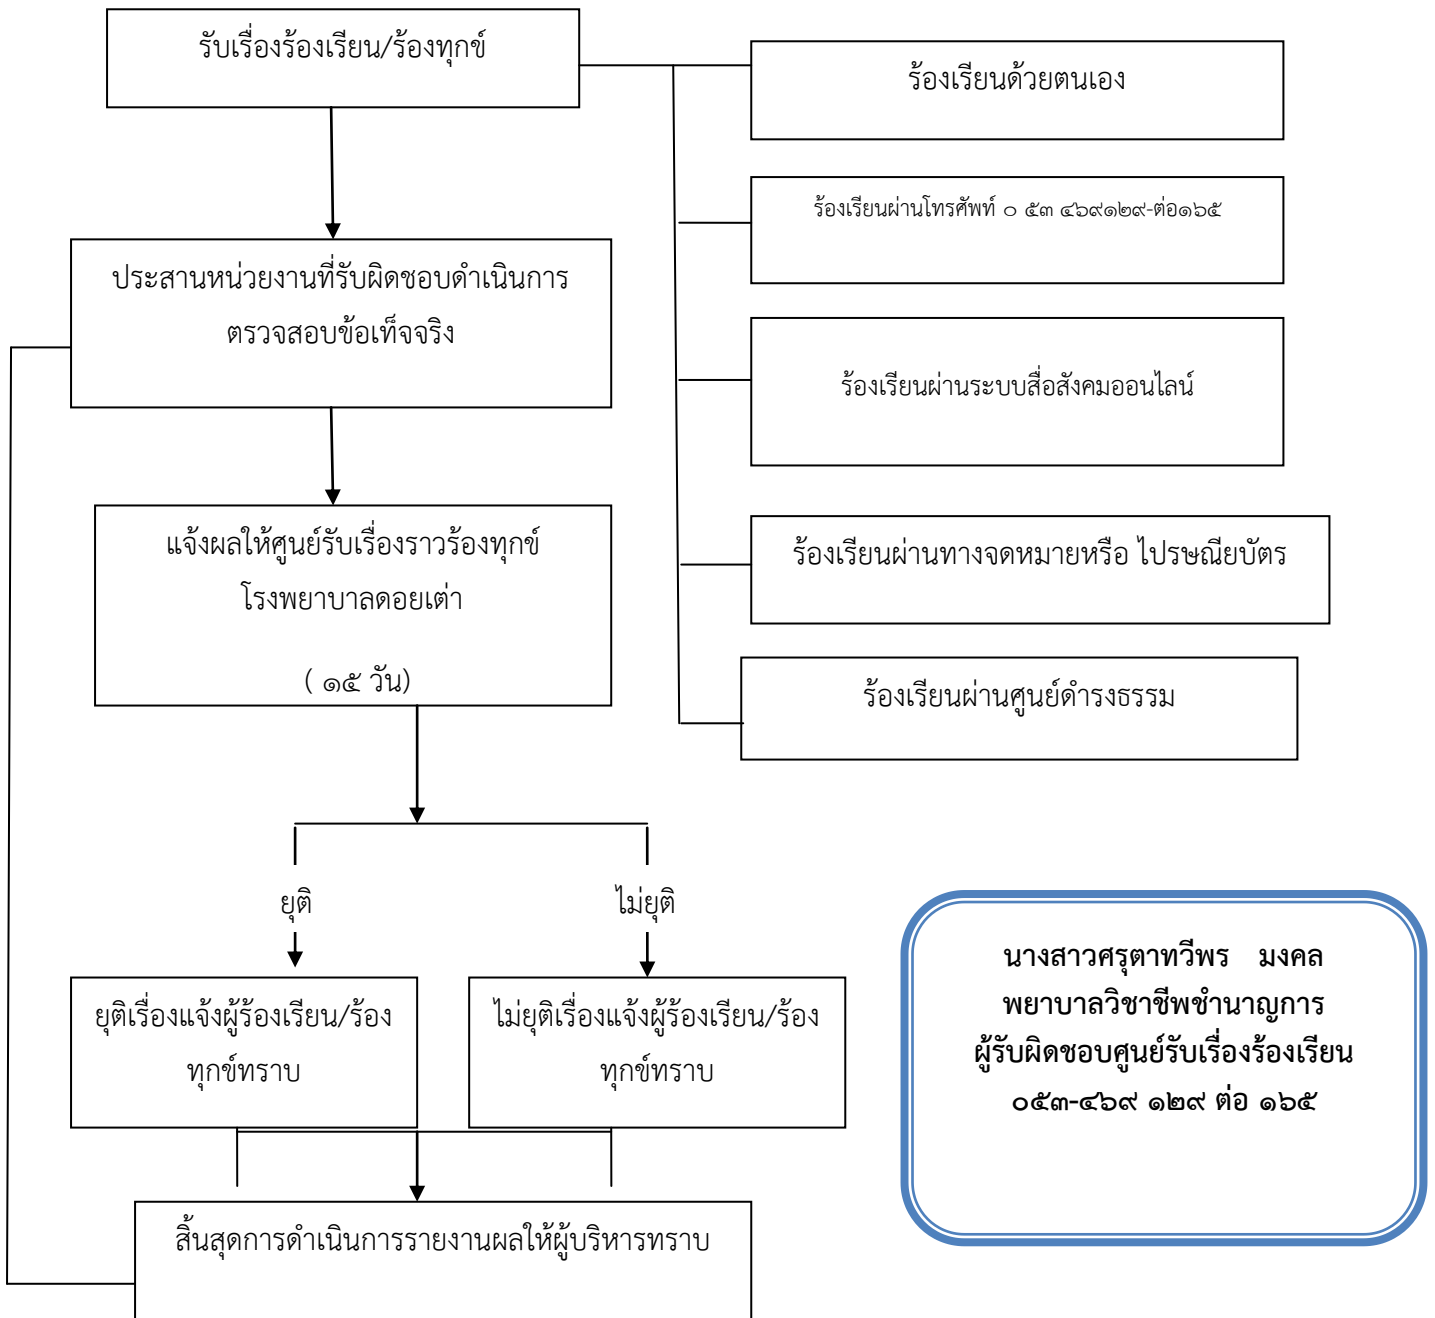 รับเรื่องร้องเรียน/ร้องทุกข์
ร้องเรียนด้วยตนเอง
ร้องเรียนผ่านโทรศัพท์ ๐ ๕๓ ๔๖๙๑๒๙-ต่อ๑๖๕
ประสานหน่วยงานที่รับผิดชอบดำเนินการ
ตรวจสอบข้อเท็จจริง
ร้องเรียนผ่านระบบสื่อสังคมออนไลน์
แจ้งผลให้ศูนย์รับเรื่องราวร้องทุกข์
โรงพยาบาลดอยเต่า
( ๑๕ วัน)
ร้องเรียนผ่านทางจดหมายหรือ ไปรษณียบัตร
ร้องเรียนผ่านศูนย์ดำรงธรรม
ยุติ
ไม่ยุติ
ยุติเรื่องแจ้งผู้ร้องเรียน/ร้อง
ทุกข์ทราบ
ไม่ยุติเรื่องแจ้งผู้ร้องเรียน/ร้อง
ทุกข์ทราบ
สิ้นสุดการดำเนินการรายงานผลให้ผู้บริหารทราบ
นางสาวศรุตาทวีพร มงคล
พยาบาลวิชาชีพชำนาญการ
ผู้รับผิดชอบศูนย์รับเรื่องร้องเรียน
๐๕๓-๔๖๙ ๑๒๙ ต่อ ๑๖๕